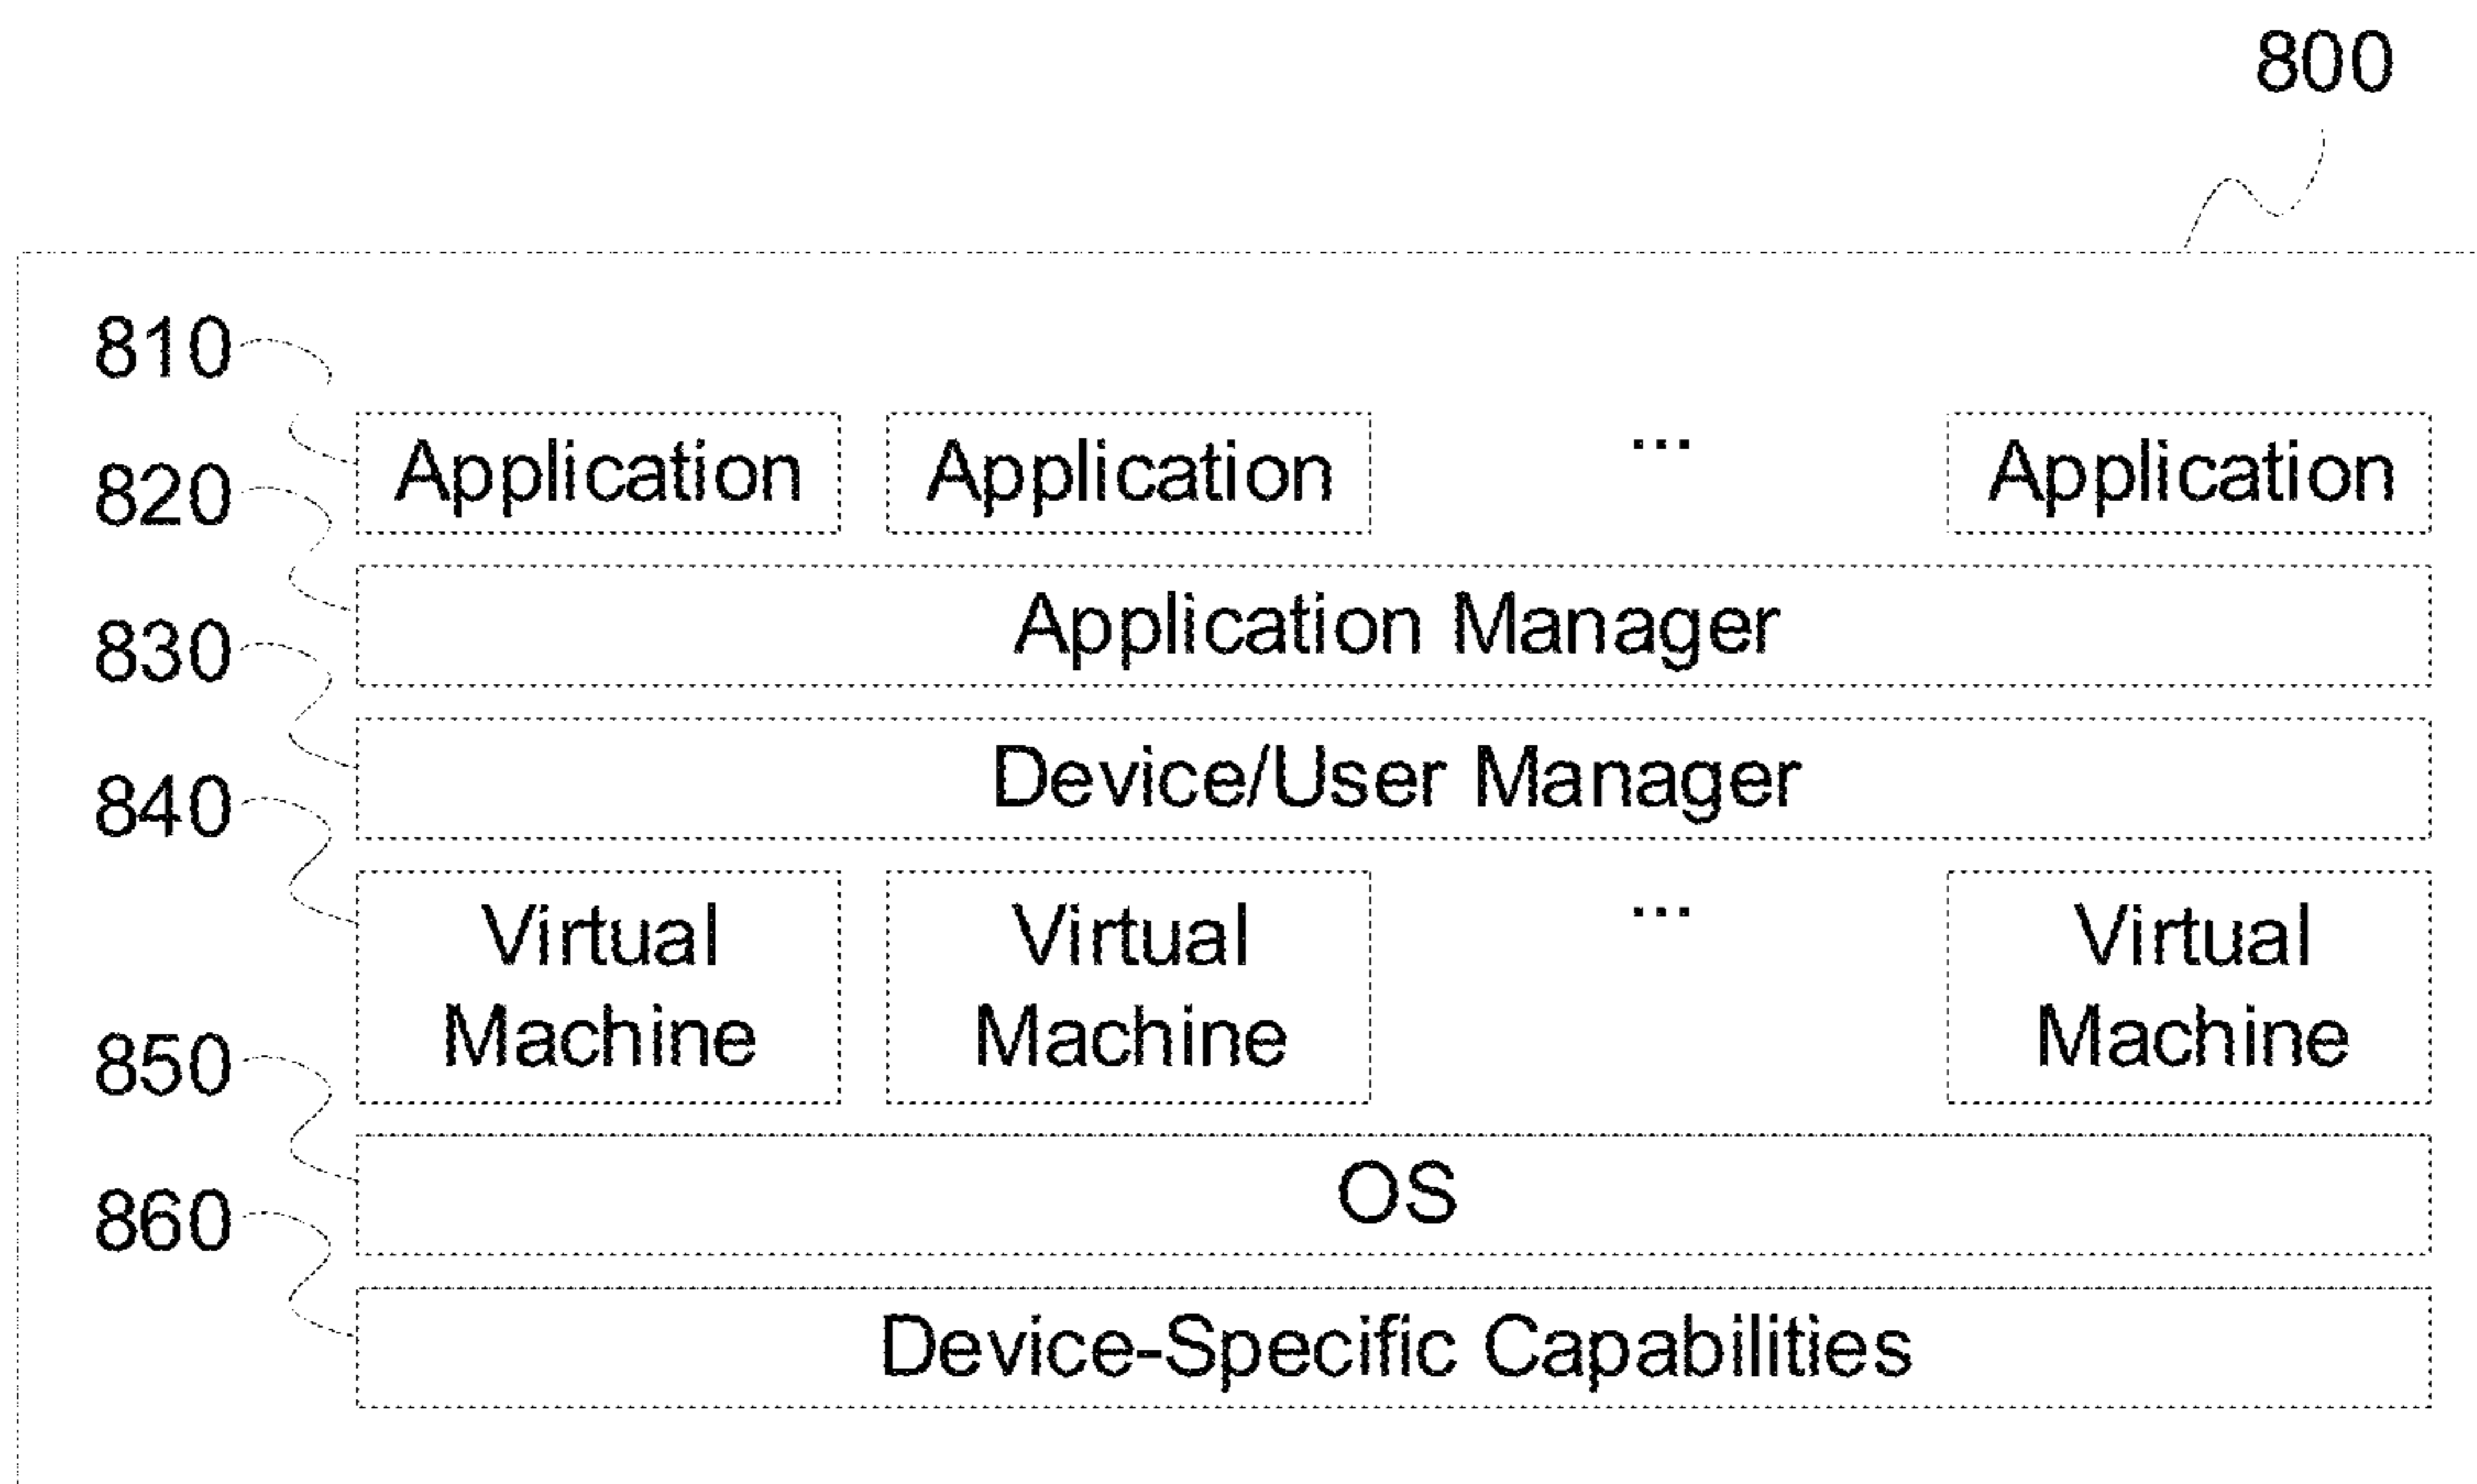 800
810
Application Application ... Application
820
Application Manager
830
Device/User Manager
840
Virtual Machine Virtual Machine ... Virtual Machine
850
OS
860
Device-Specific Capabilities